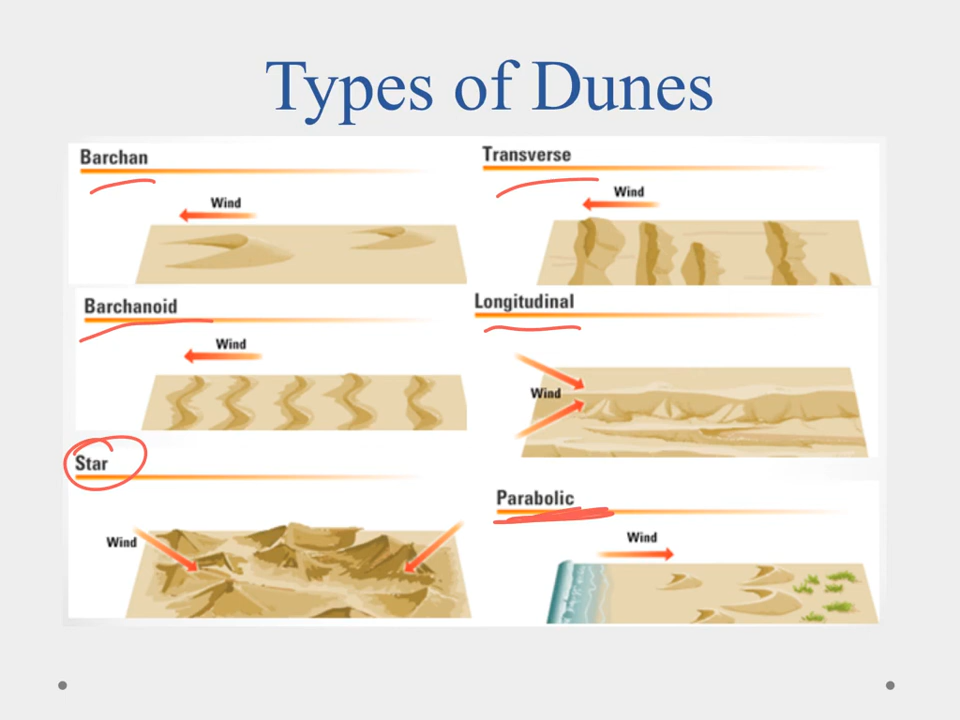 Types of Dunes
Barchan
Wind
Transverse
Wind
Barchanoid
Wind
Longitudinal
Wind
Star
Wind
Parabolic
Wind